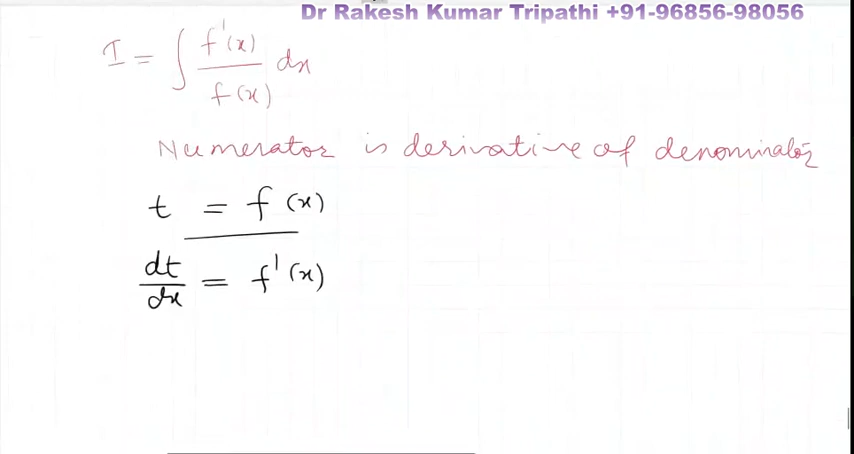 Dr Rakesh Kumar Tripathi +91-96856-98056
I = ∫ f'(x) / f(x) dx
Numerator is derivative of denominator
t = f(x)
dt/dx = f'(x)